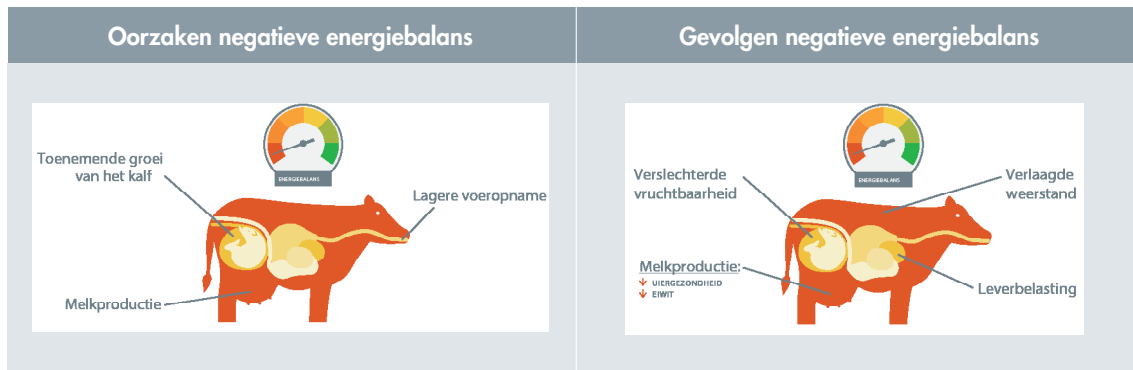 Oorzaken negatieve energiebalans
Toenemende groei
van het kalf
ENERGIEBALANS
Lagere voeropname
Melkproductie
Gevolgen negatieve energiebalans
Verslechterde
vruchtbaarheid
ENERGIEBALANS
Verlaagde
weerstand
Melkproductie:
↓ UIERGEZONDHEID
↓ EIWIT
Leverbelasting